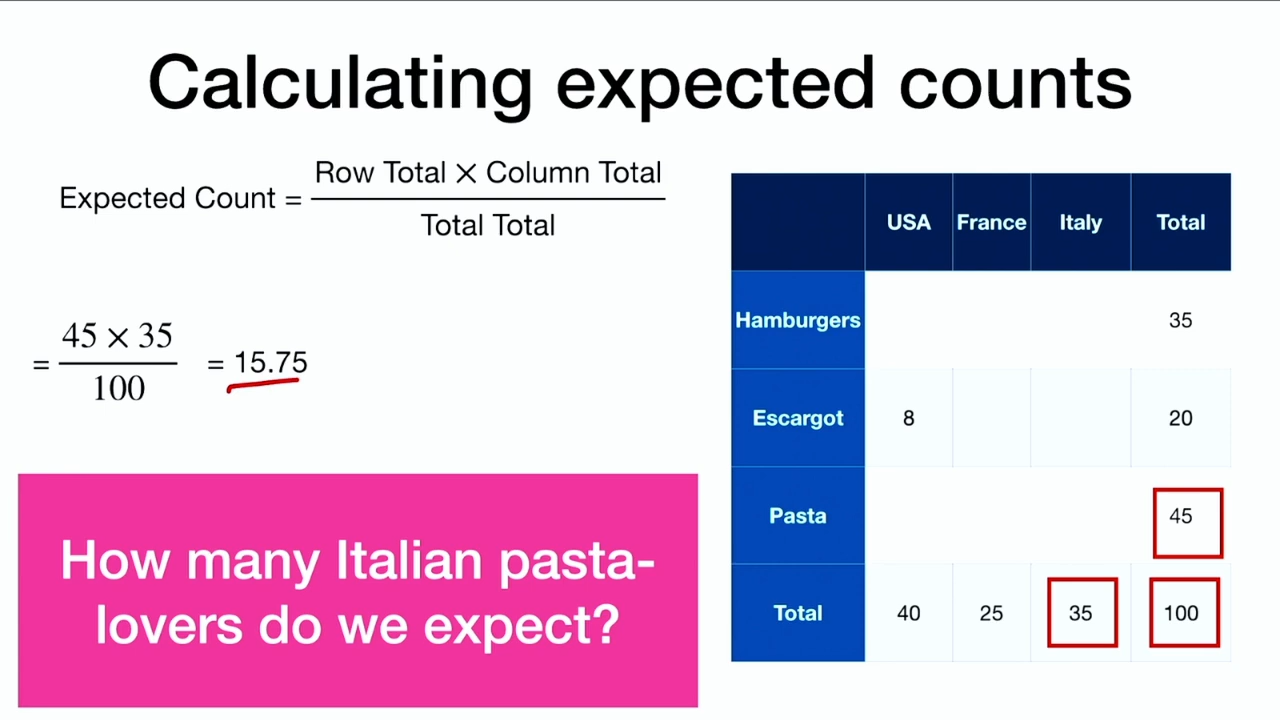 Calculating expected counts
Expected Count = Row Total × Column Total
Total Total
= 45 × 35
100
= 15.75
How many Italian pasta-
lovers do we expect?
USA France Italy Total
Hamburgers 35
Escargot 8 20
Pasta 45
Total 40 25 35 100